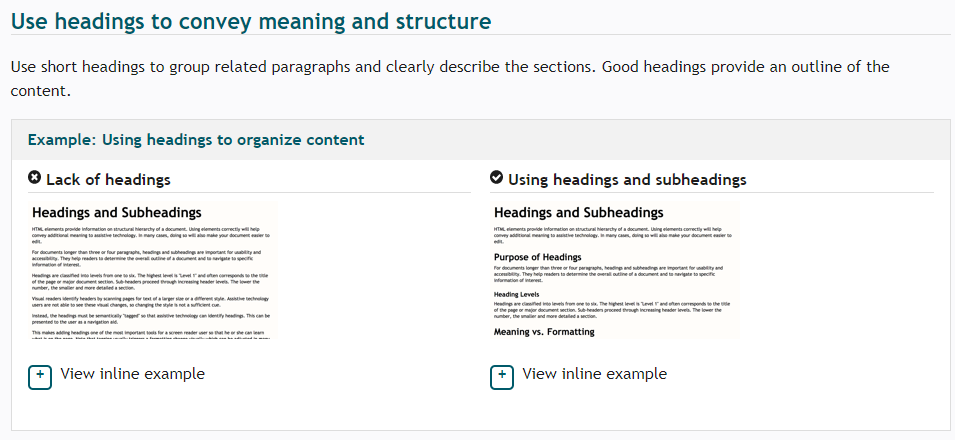 Use headings to convey meaning and structure
Use short headings to group related paragraphs and clearly describe the sections. Good headings provide an outline of the
content.
Example: Using headings to organize content
Lack of headings
Headings and Subheadings
HTML elements provide information on structural hierarchy of a document. Using elements correctly will help
convey additional meaning to assistive technology. In many cases, doing so will also make your document easier to
edit.
For documents longer than three or four paragraphs, headings and subheadings are important for usability and
accessibility. They help readers to determine the overall outline of a document and to navigate to specific
information of interest.
Headings are classified into levels from one to six. The highest level is "Level 1" and often corresponds to the title
of the page or major document section. Sub-headers proceed through increasing header levels. The lower the
number, the smaller and more detailed a section.
Visual readers identify headers by scanning pages for text of a larger size or a different style. Assistive technology
users are not able to see these visual changes, so changing the style is not a sufficient cue.
Instead, the headings must be semantically "tagged" so that assistive technology can identify headings. This can be
presented to the user as a navigation aid.
This makes adding headings one of the most important tools for a screen reader user so that he or she can learn
View inline example
Using headings and subheadings
Headings and Subheadings
HTML elements provide information on structural hierarchy of a document. Using elements correctly will help
convey additional meaning to assistive technology. In many cases, doing so will also make your document easier to
edit.
Purpose of Headings
For documents longer than three or four paragraphs, headings and subheadings are important for usability and
accessibility. They help readers to determine the overall outline of a document and to navigate to specific
information of interest.
Heading Levels
Headings are classified into levels from one to six. The highest level is "Level 1" and often corresponds to the title
of the page or major document section. Sub-headers proceed through increasing header levels. The lower the
number, the smaller and more detailed a section.
Meaning vs. Formatting
View inline example